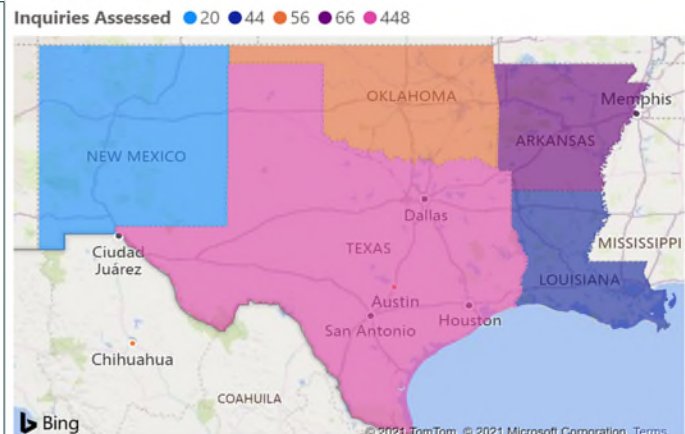 Inquiries Assessed 20 44 56 66 448
OKLAHOMA
Memphis
ARKANSAS
NEW MEXICO
Dallas
TEXAS
MISSISSIPPI
Ciudad
Juárez
LOUISIANA
Austin
San Antonio
Houston
Chihuahua
COAHUILA
Bing
© 2021 TomTom, © 2021 Microsoft Corporation Terms